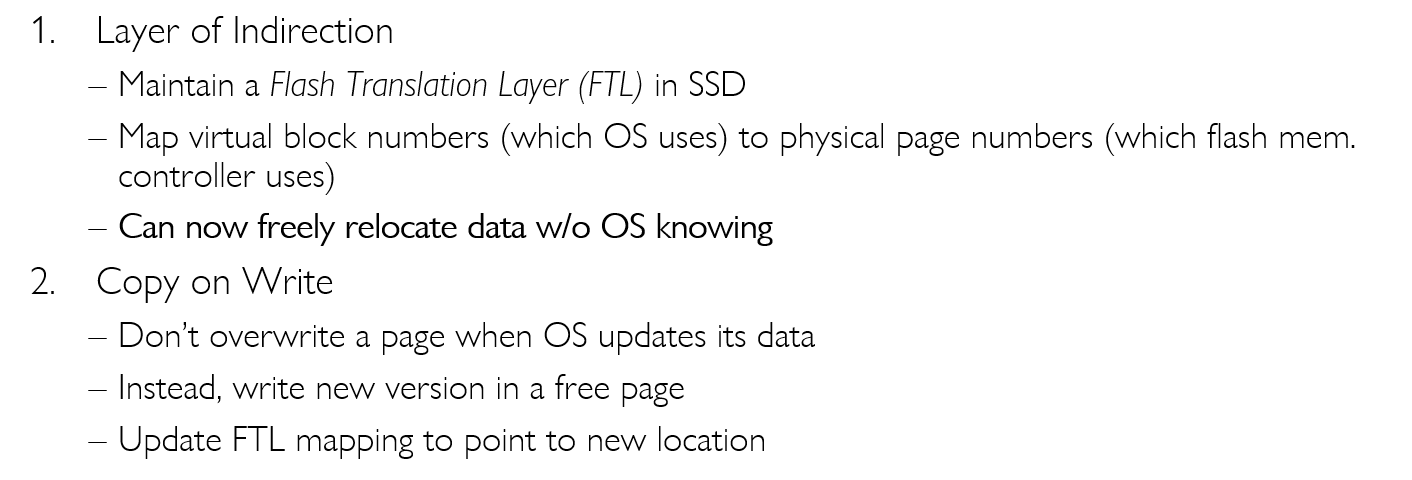 1. Layer of Indirection
– Maintain a Flash Translation Layer (FTL) in SSD
– Map virtual block numbers (which OS uses) to physical page numbers (which flash mem.
controller uses)
– Can now freely relocate data w/o OS knowing
2. Copy on Write
– Don’t overwrite a page when OS updates its data
– Instead, write new version in a free page
– Update FTL mapping to point to new location